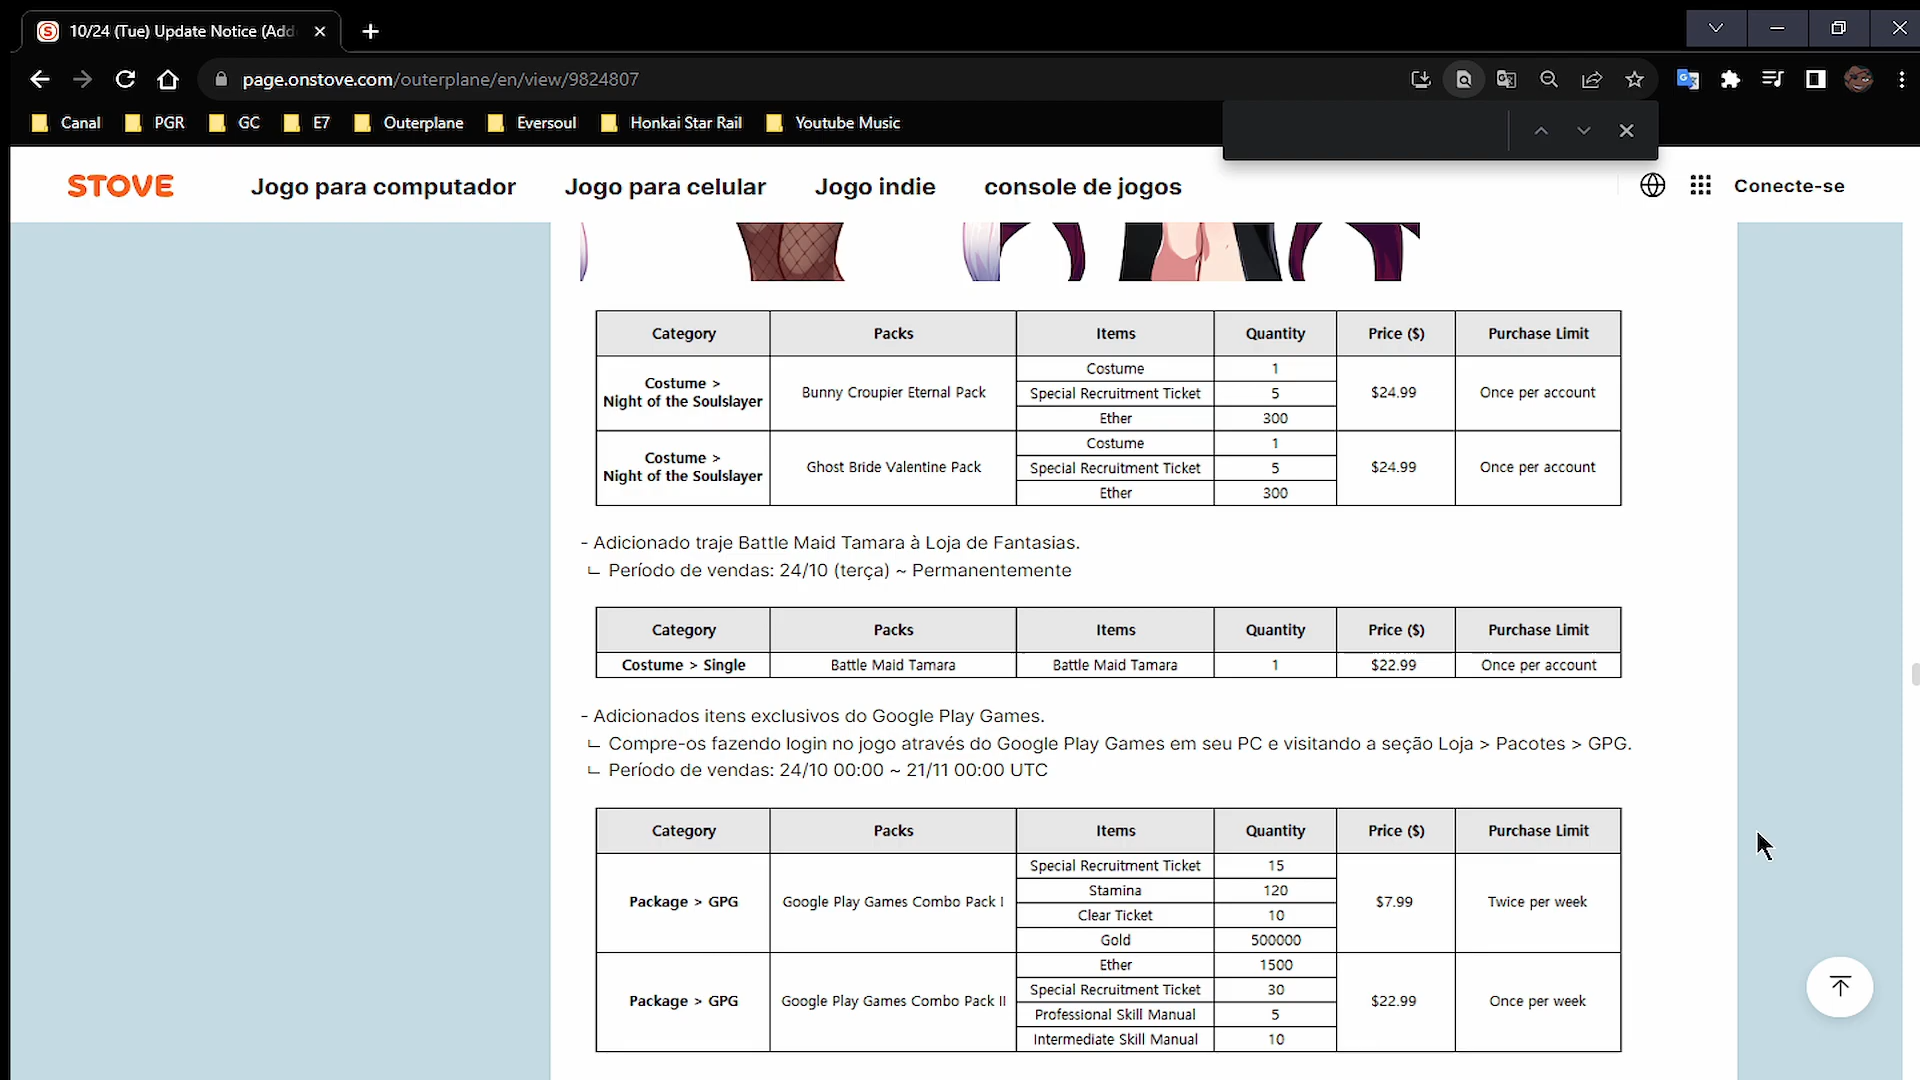 10/24 (Tue) Update Notice (Add
page.onstove.com/outerplane/en/view/9824807
Canal PGR GC E7 Outerplane Eversoul Honkai Star Rail Youtube Music
STOVE Jogo para computador Jogo para celular Jogo indie console de jogos Conecte-se
Category Packs Items Quantity Price ($) Purchase Limit
Costume >
Night of the Soulslayer
Bunny Croupier Eternal Pack
Costume 1
Special Recruitment Ticket 5
Ether 300
$24.99
Once per account
Costume >
Night of the Soulslayer
Ghost Bride Valentine Pack
Costume 1
Special Recruitment Ticket 5
Ether 300
$24.99
Once per account
- Adicionado traje Battle Maid Tamara à Loja de Fantasias.
ㄴ Período de vendas: 24/10 (terça) ~ Permanentemente
Category Packs Items Quantity Price ($) Purchase Limit
Costume > Single Battle Maid Tamara Battle Maid Tamara 1 $22.99 Once per account
- Adicionados itens exclusivos do Google Play Games.
ㄴ Compre-os fazendo login no jogo através do Google Play Games em seu PC e visitando a seção Loja > Pacotes > GPG.
ㄴ Período de vendas: 24/10 00:00 ~ 21/11 00:00 UTC
Category Packs Items Quantity Price ($) Purchase Limit
Package > GPG
Google Play Games Combo Pack I
Special Recruitment Ticket 15
Stamina 120
Clear Ticket 10
Gold 500000
$7.99
Twice per week
Package > GPG
Google Play Games Combo Pack II
Ether 1500
Special Recruitment Ticket 30
Professional Skill Manual 5
Intermediate Skill Manual 10
$22.99
Once per week